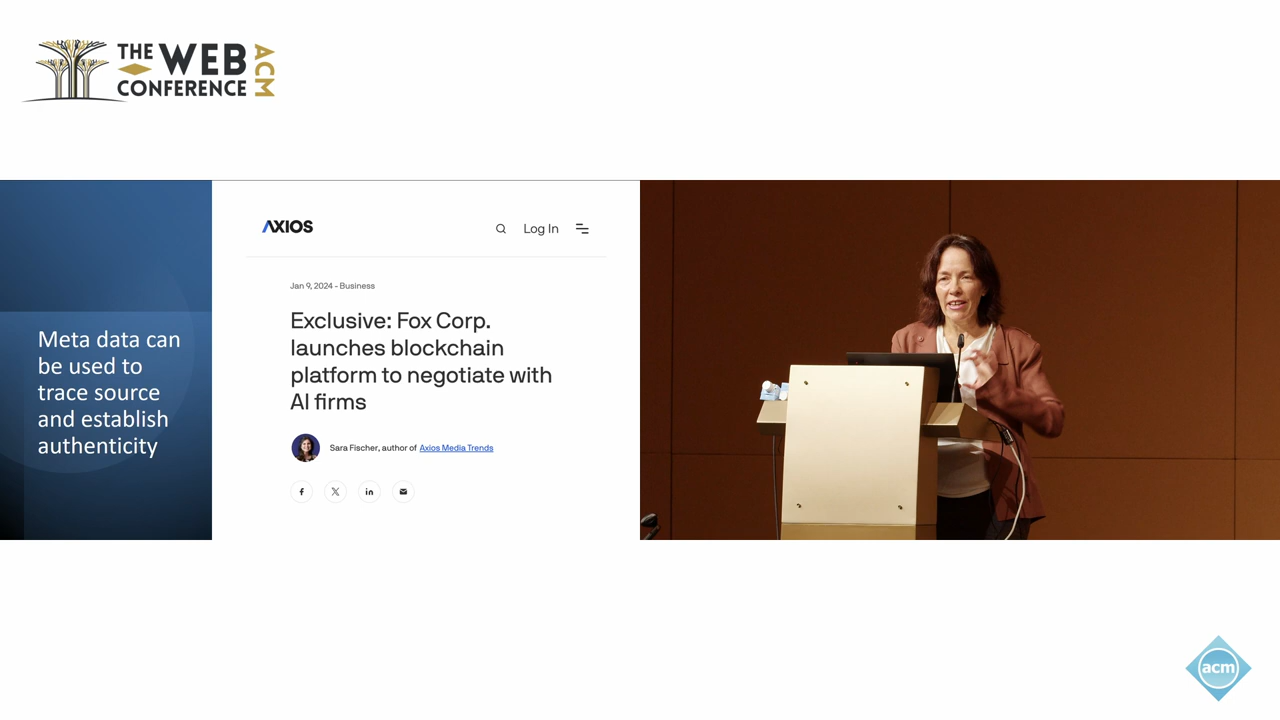 THE WEB
CONFERENCE
ACM
Meta data can
be used to
trace source
and establish
authenticity
AXIOS
Log In
Jan 9, 2024 - Business
Exclusive: Fox Corp.
launches blockchain
platform to negotiate with
AI firms
Sara Fischer, author of Axios Media Trends
acm